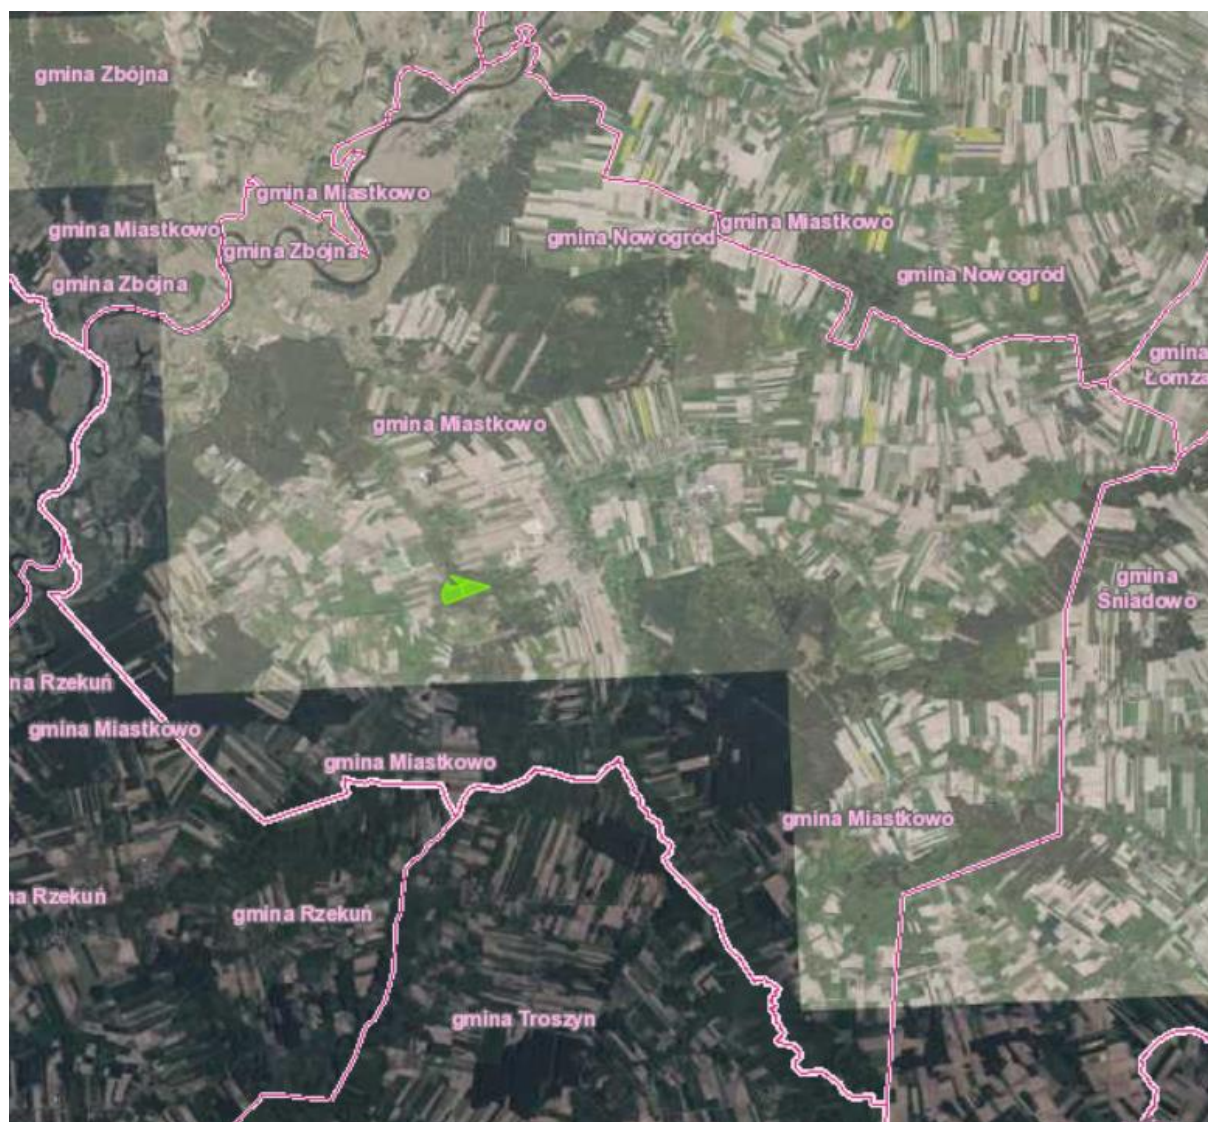 gmina Zbójna
gmina Miastkowo
gmina Miastkowo
gmina Zbójna
gmina Zbójna
gmina Nowogród
gmina Miastkowo
gmina Nowogród
gmina
Łomża
gmina Miastkowo
gmina
Śniadowo
na Rzekuń
gmina Miastkowo
gmina Miastkowo
gmina Miastkowo
na Rzekuń
gmina Rzekuń
gmina Troszyn